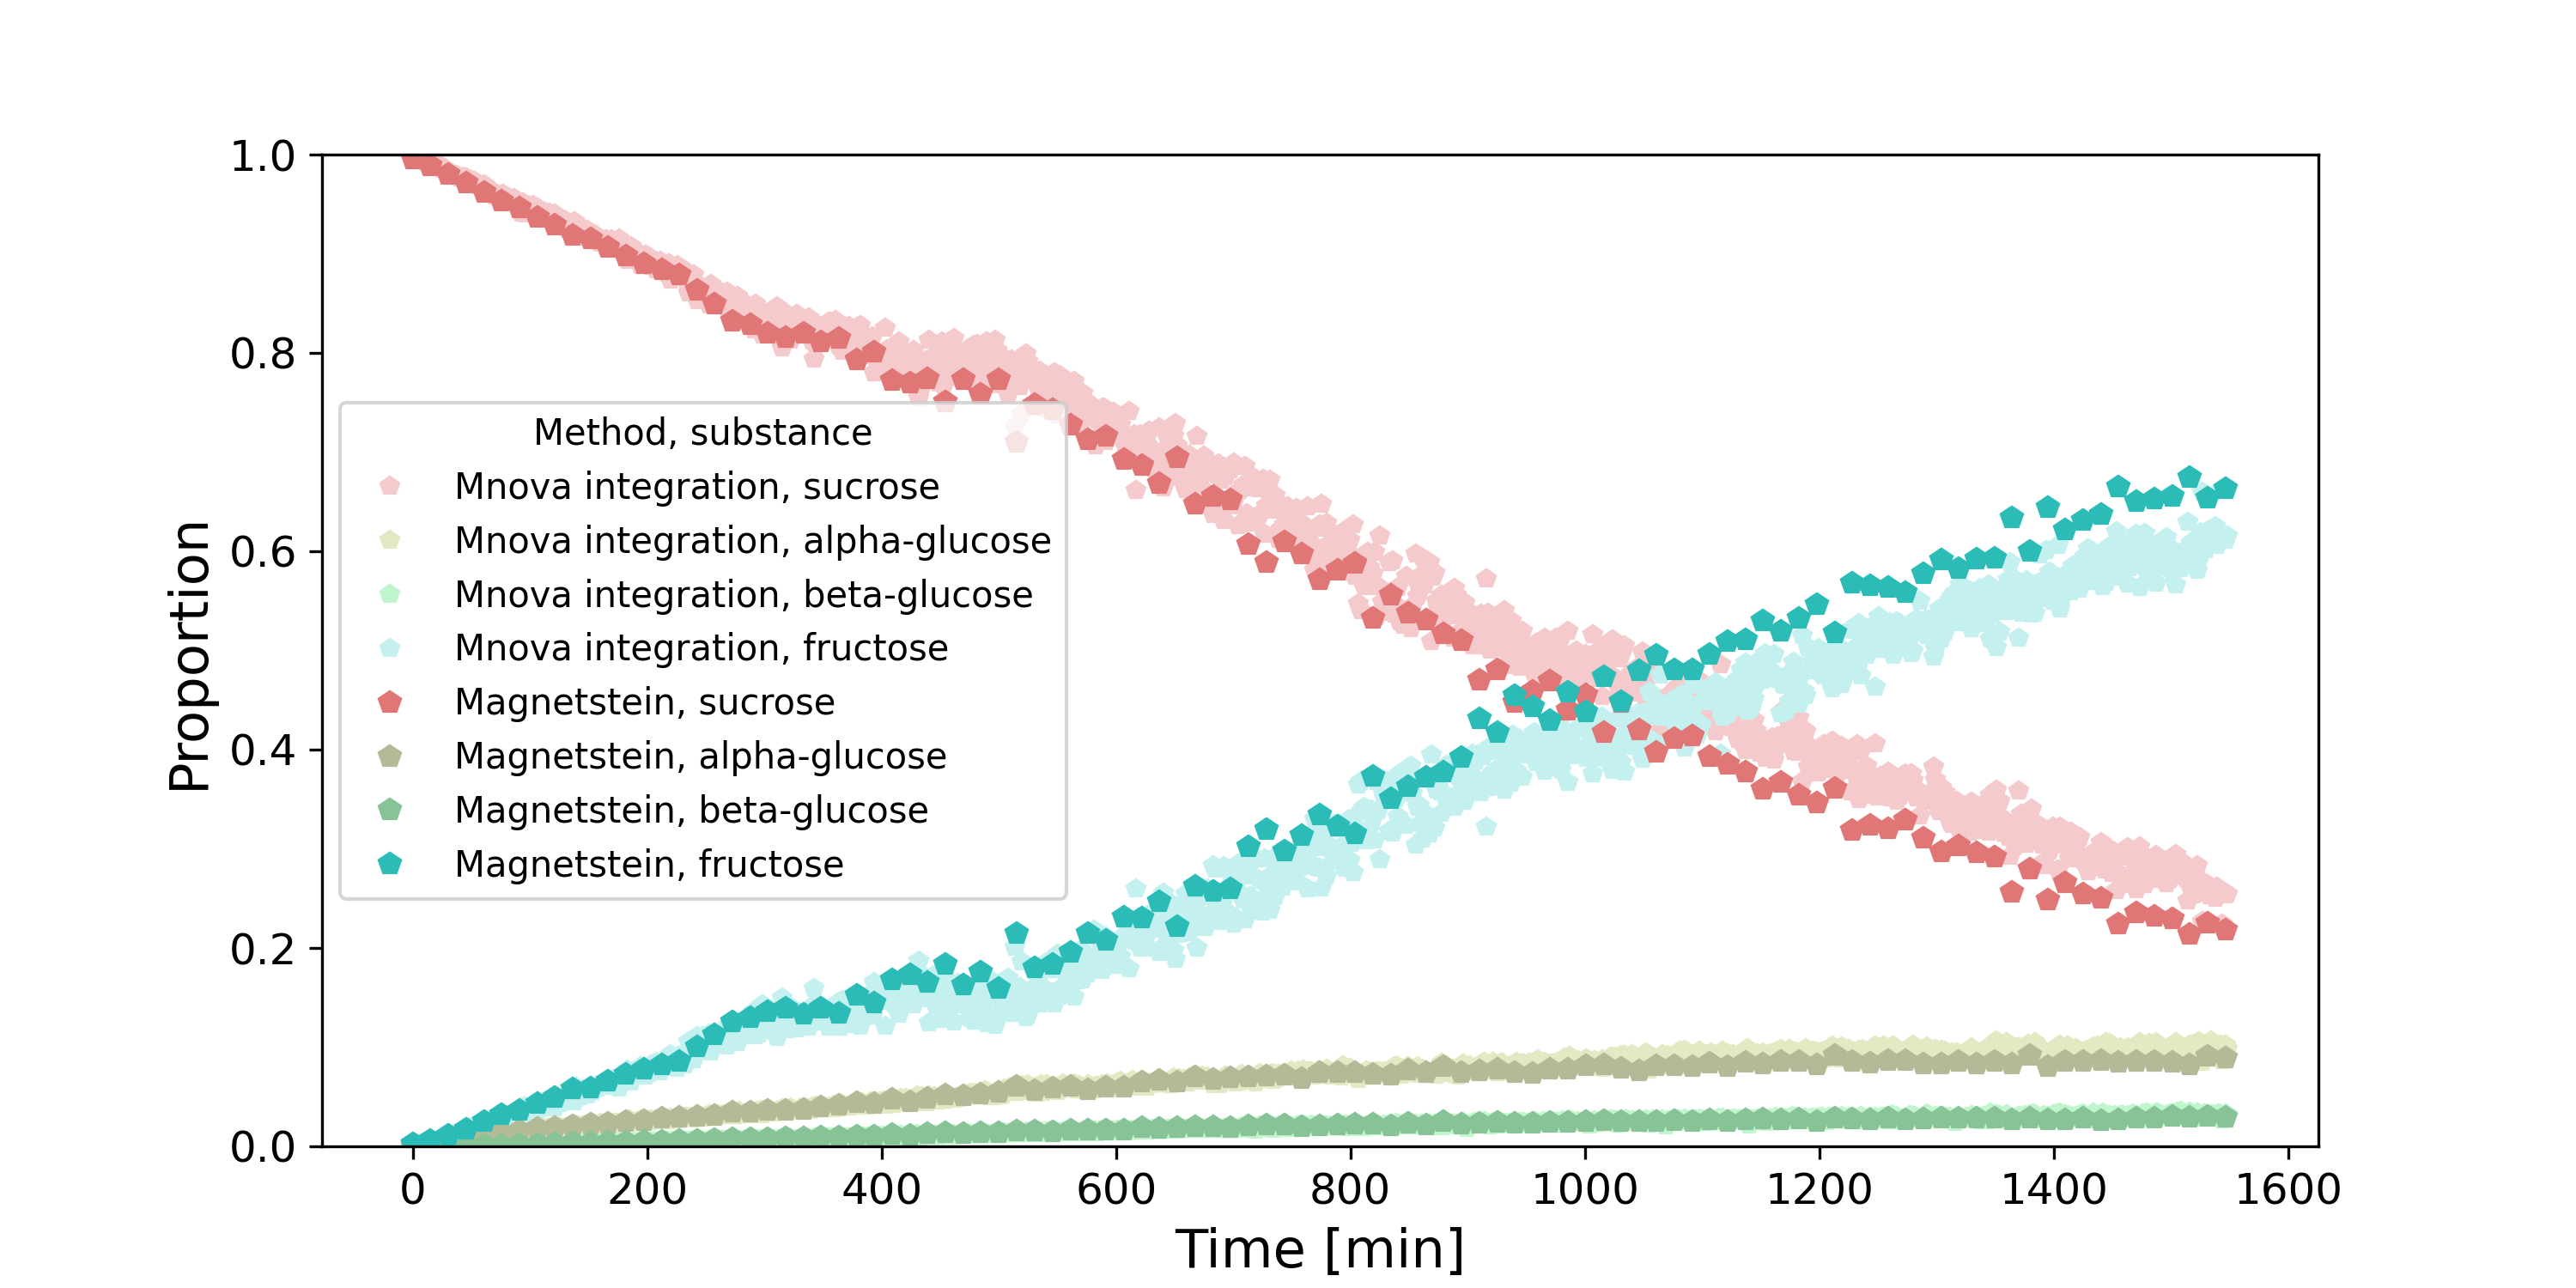 1.0
0.8
0.6
0.4
0.2
0.0
Proportion
Method, substance
Mnova integration, sucrose
Mnova integration, alpha-glucose
Mnova integration, beta-glucose
Mnova integration, fructose
Magnetstein, sucrose
Magnetstein, alpha-glucose
Magnetstein, beta-glucose
Magnetstein, fructose
0 200 400 600 800 1000 1200 1400 1600
Time [min]